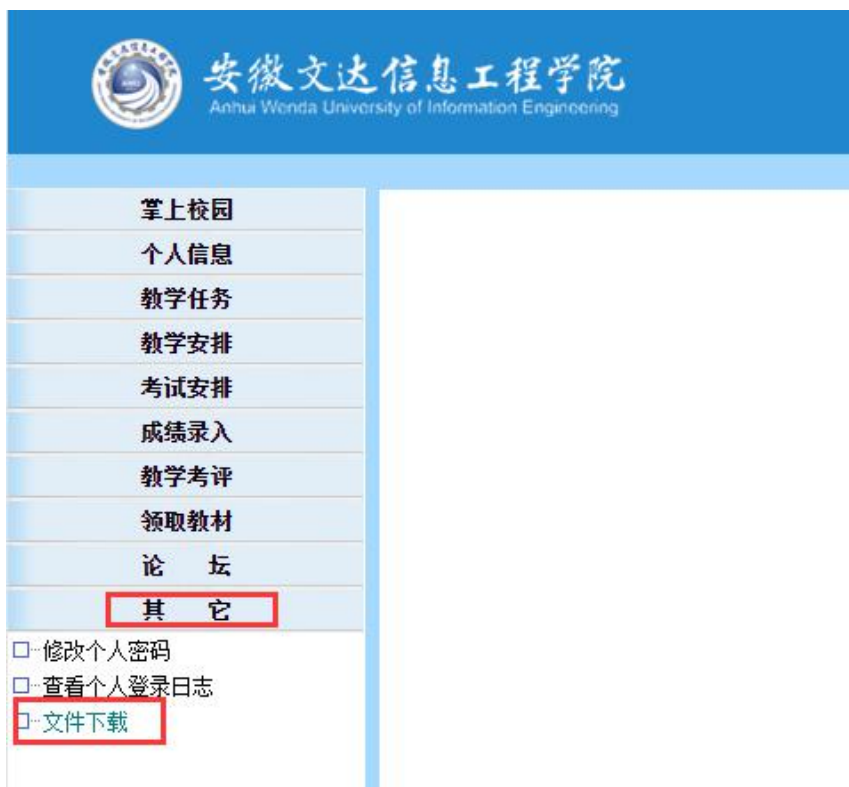 安徽文达信息工程学院
Anhui Wenda University of Information Engineering
掌上校园
个人信息
教学任务
教学安排
考试安排
成绩录入
教学考评
领取教材
论 坛
其 它
修改个人密码
查看个人登录日志
文件下载